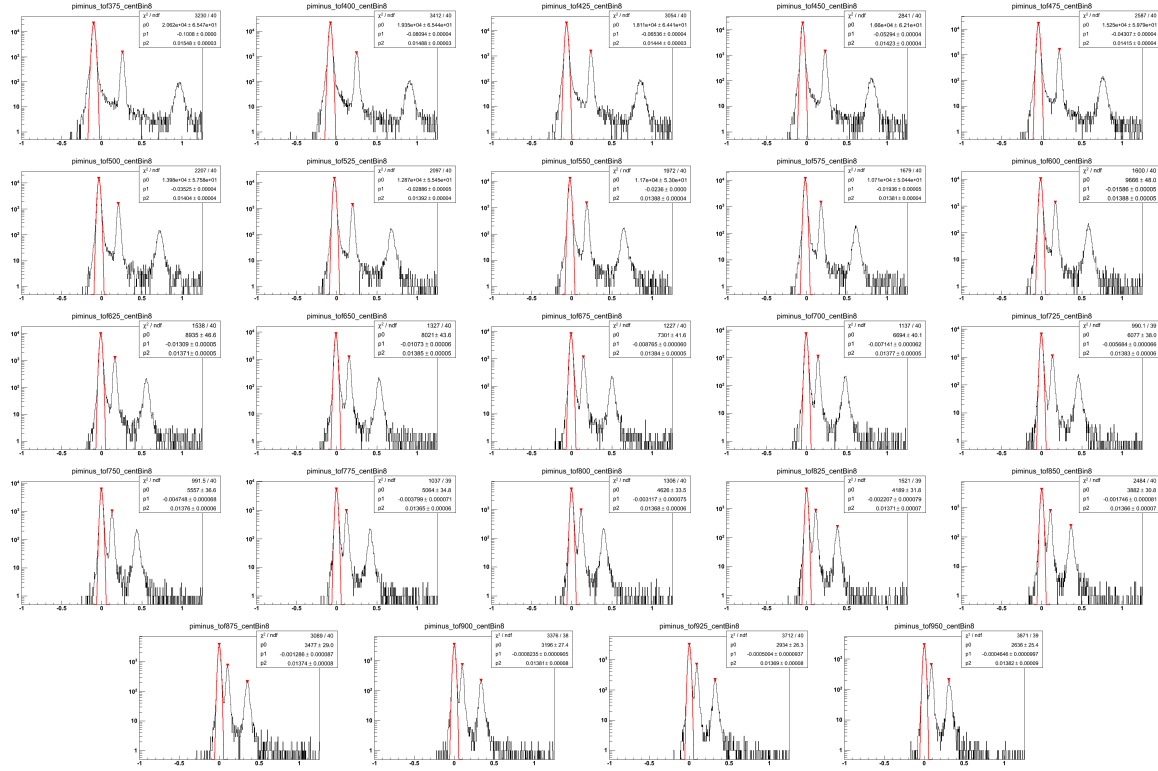 piminus_tof375_centBin8
χ² / ndf 3230 / 40
p0 2.062e+04 ± 6.547e+01
p1 -0.1008 ± 0.0000
p2 0.01548 ± 0.00003
piminus_tof400_centBin8
χ² / ndf 3412 / 40
p0 1.935e+04 ± 6.544e+01
p1 -0.08094 ± 0.00004
p2 0.01488 ± 0.00003
piminus_tof425_centBin8
χ² / ndf 3054 / 40
p0 1.811e+04 ± 6.441e+01
p1 -0.06536 ± 0.00004
p2 0.01444 ± 0.00003
piminus_tof450_centBin8
χ² / ndf 2841 / 40
p0 1.66e+04 ± 6.21e+01
p1 -0.05294 ± 0.00004
p2 0.01423 ± 0.00004
piminus_tof475_centBin8
χ² / ndf 2587 / 40
p0 1.525e+04 ± 5.979e+01
p1 -0.04307 ± 0.00004
p2 0.01415 ± 0.00004
piminus_tof500_centBin8
χ² / ndf 2207 / 40
p0 1.398e+04 ± 5.758e+01
p1 -0.03525 ± 0.00004
p2 0.01404 ± 0.00004
piminus_tof525_centBin8
χ² / ndf 2097 / 40
p0 1.287e+04 ± 5.545e+01
p1 -0.02886 ± 0.00005
p2 0.01392 ± 0.00004
piminus_tof550_centBin8
χ² / ndf 1972 / 40
p0 1.17e+04 ± 5.30e+01
p1 -0.0236 ± 0.0000
p2 0.01388 ± 0.00004
piminus_tof575_centBin8
χ² / ndf 1679 / 40
p0 1.071e+04 ± 5.044e+01
p1 -0.01936 ± 0.00005
p2 0.01381 ± 0.00004
piminus_tof600_centBin8
χ² / ndf 1600 / 40
p0 9666 ± 48.0
p1 -0.01586 ± 0.00005
p2 0.01388 ± 0.00005
piminus_tof625_centBin8
χ² / ndf 1538 / 40
p0 8935 ± 46.6
p1 -0.01309 ± 0.00005
p2 0.01371 ± 0.00005
piminus_tof650_centBin8
χ² / ndf 1327 / 40
p0 8021 ± 43.6
p1 -0.01073 ± 0.00006
p2 0.01385 ± 0.00005
piminus_tof675_centBin8
χ² / ndf 1227 / 40
p0 7301 ± 41.6
p1 -0.008765 ± 0.000060
p2 0.01384 ± 0.00005
piminus_tof700_centBin8
χ² / ndf 1137 / 40
p0 6694 ± 40.1
p1 -0.007141 ± 0.000062
p2 0.01377 ± 0.00005
piminus_tof725_centBin8
χ² / ndf 990.1 / 39
p0 6077 ± 38.0
p1 -0.005684 ± 0.000066
p2 0.01383 ± 0.00006
piminus_tof750_centBin8
χ² / ndf 991.5 / 40
p0 5557 ± 36.6
p1 -0.004748 ± 0.000068
p2 0.01376 ± 0.00006
piminus_tof775_centBin8
χ² / ndf 1037 / 39
p0 5064 ± 34.8
p1 -0.003799 ± 0.000071
p2 0.01365 ± 0.00006
piminus_tof800_centBin8
χ² / ndf 1306 / 40
p0 4626 ± 33.5
p1 -0.003117 ± 0.000075
p2 0.01368 ± 0.00006
piminus_tof825_centBin8
χ² / ndf 1521 / 39
p0 4189 ± 31.8
p1 -0.002207 ± 0.000079
p2 0.01371 ± 0.00007
piminus_tof850_centBin8
χ² / ndf 2484 / 40
p0 3882 ± 30.8
p1 -0.001746 ± 0.000081
p2 0.01366 ± 0.00007
piminus_tof875_centBin8
χ² / ndf 3089 / 40
p0 3477 ± 29.0
p1 -0.001286 ± 0.000087
p2 0.01374 ± 0.00008
piminus_tof900_centBin8
χ² / ndf 3376 / 38
p0 3196 ± 27.4
p1 -0.0008235 ± 0.0000905
p2 0.01381 ± 0.00008
piminus_tof925_centBin8
χ² / ndf 3712 / 40
p0 2934 ± 26.3
p1 -0.0005004 ± 0.0000937
p2 0.01369 ± 0.00008
piminus_tof950_centBin8
χ² / ndf 3671 / 39
p0 2636 ± 25.4
p1 -0.0004646 ± 0.0000997
p2 0.01382 ± 0.00009